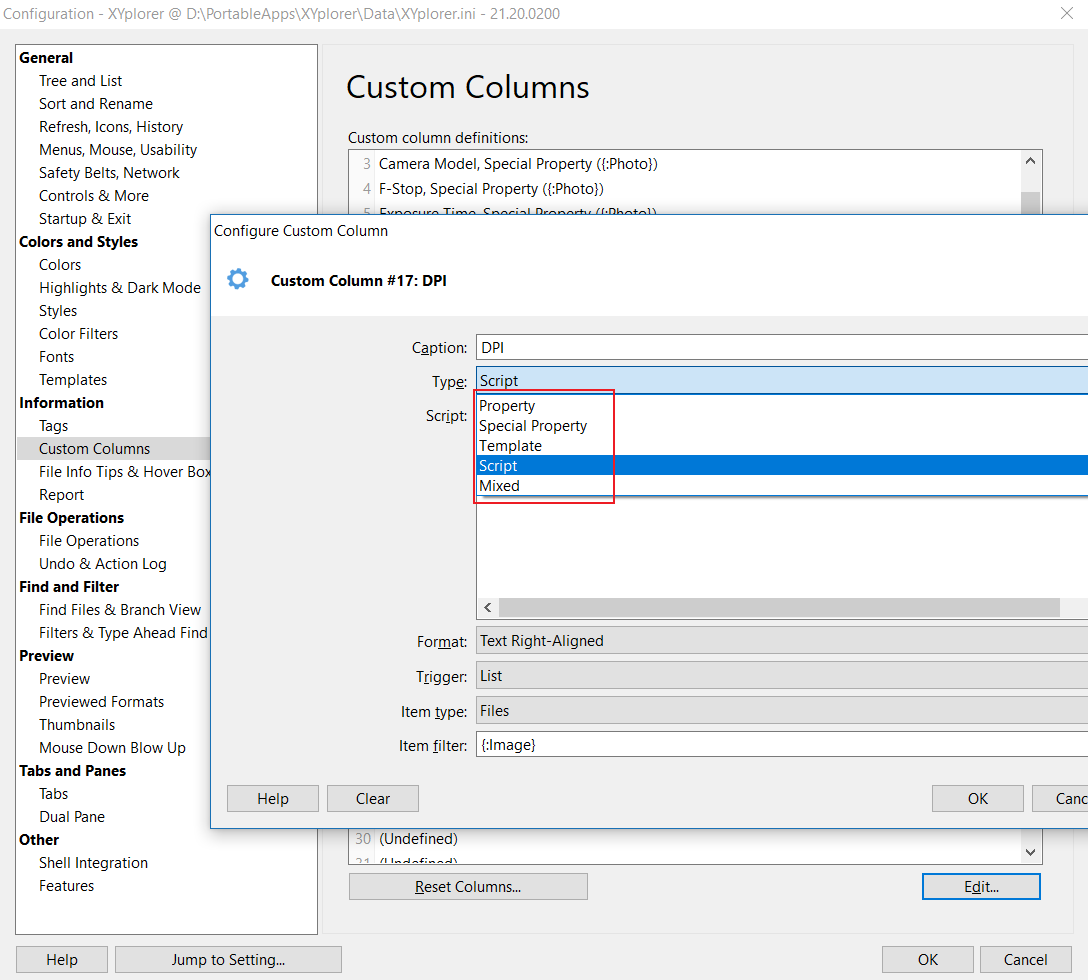 Configuration - XYplorer @ D:\PortableApps\XYplorer\Data\XYplorer.ini - 21.20.0200
General
Tree and List
Sort and Rename
Refresh, Icons, History
Menus, Mouse, Usability
Safety Belts, Network
Controls & More
Startup & Exit
Colors and Styles
Colors
Highlights & Dark Mode
Styles
Color Filters
Fonts
Templates
Information
Tags
Custom Columns
File Info Tips & Hover Box
Report
File Operations
File Operations
Undo & Action Log
Find and Filter
Find Files & Branch View
Filters & Type Ahead Find
Preview
Preview
Previewed Formats
Thumbnails
Mouse Down Blow Up
Tabs and Panes
Tabs
Dual Pane
Other
Shell Integration
Features
Custom Columns
Custom column definitions:
3 Camera Model, Special Property ({:Photo})
4 F-Stop, Special Property ({:Photo})
5 Exposure Time, Special Property ({:Photo})
Configure Custom Column
Custom Column #17: DPI
Caption: DPI
Type: Script
Script:
Property
Special Property
Template
Script
Mixed
Format: Text Right-Aligned
Trigger: List
Item type: Files
Item filter: {:Image}
Help Clear OK Canc
30 (Undefined)
31 (Undefined)
Reset Columns... Edit...
Help Jump to Setting... OK Cancel